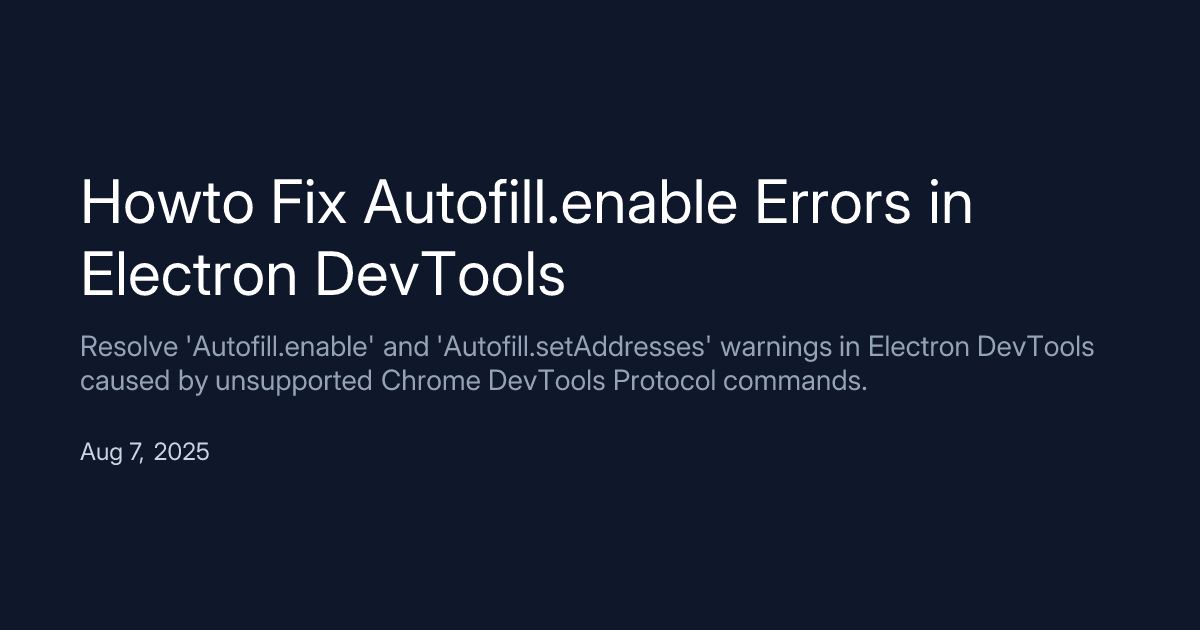 Howto Fix Autofill.enable Errors in
Electron DevTools
Resolve 'Autofill.enable' and 'Autofill.setAddresses' warnings in Electron DevTools
caused by unsupported Chrome DevTools Protocol commands.
Aug 7, 2025